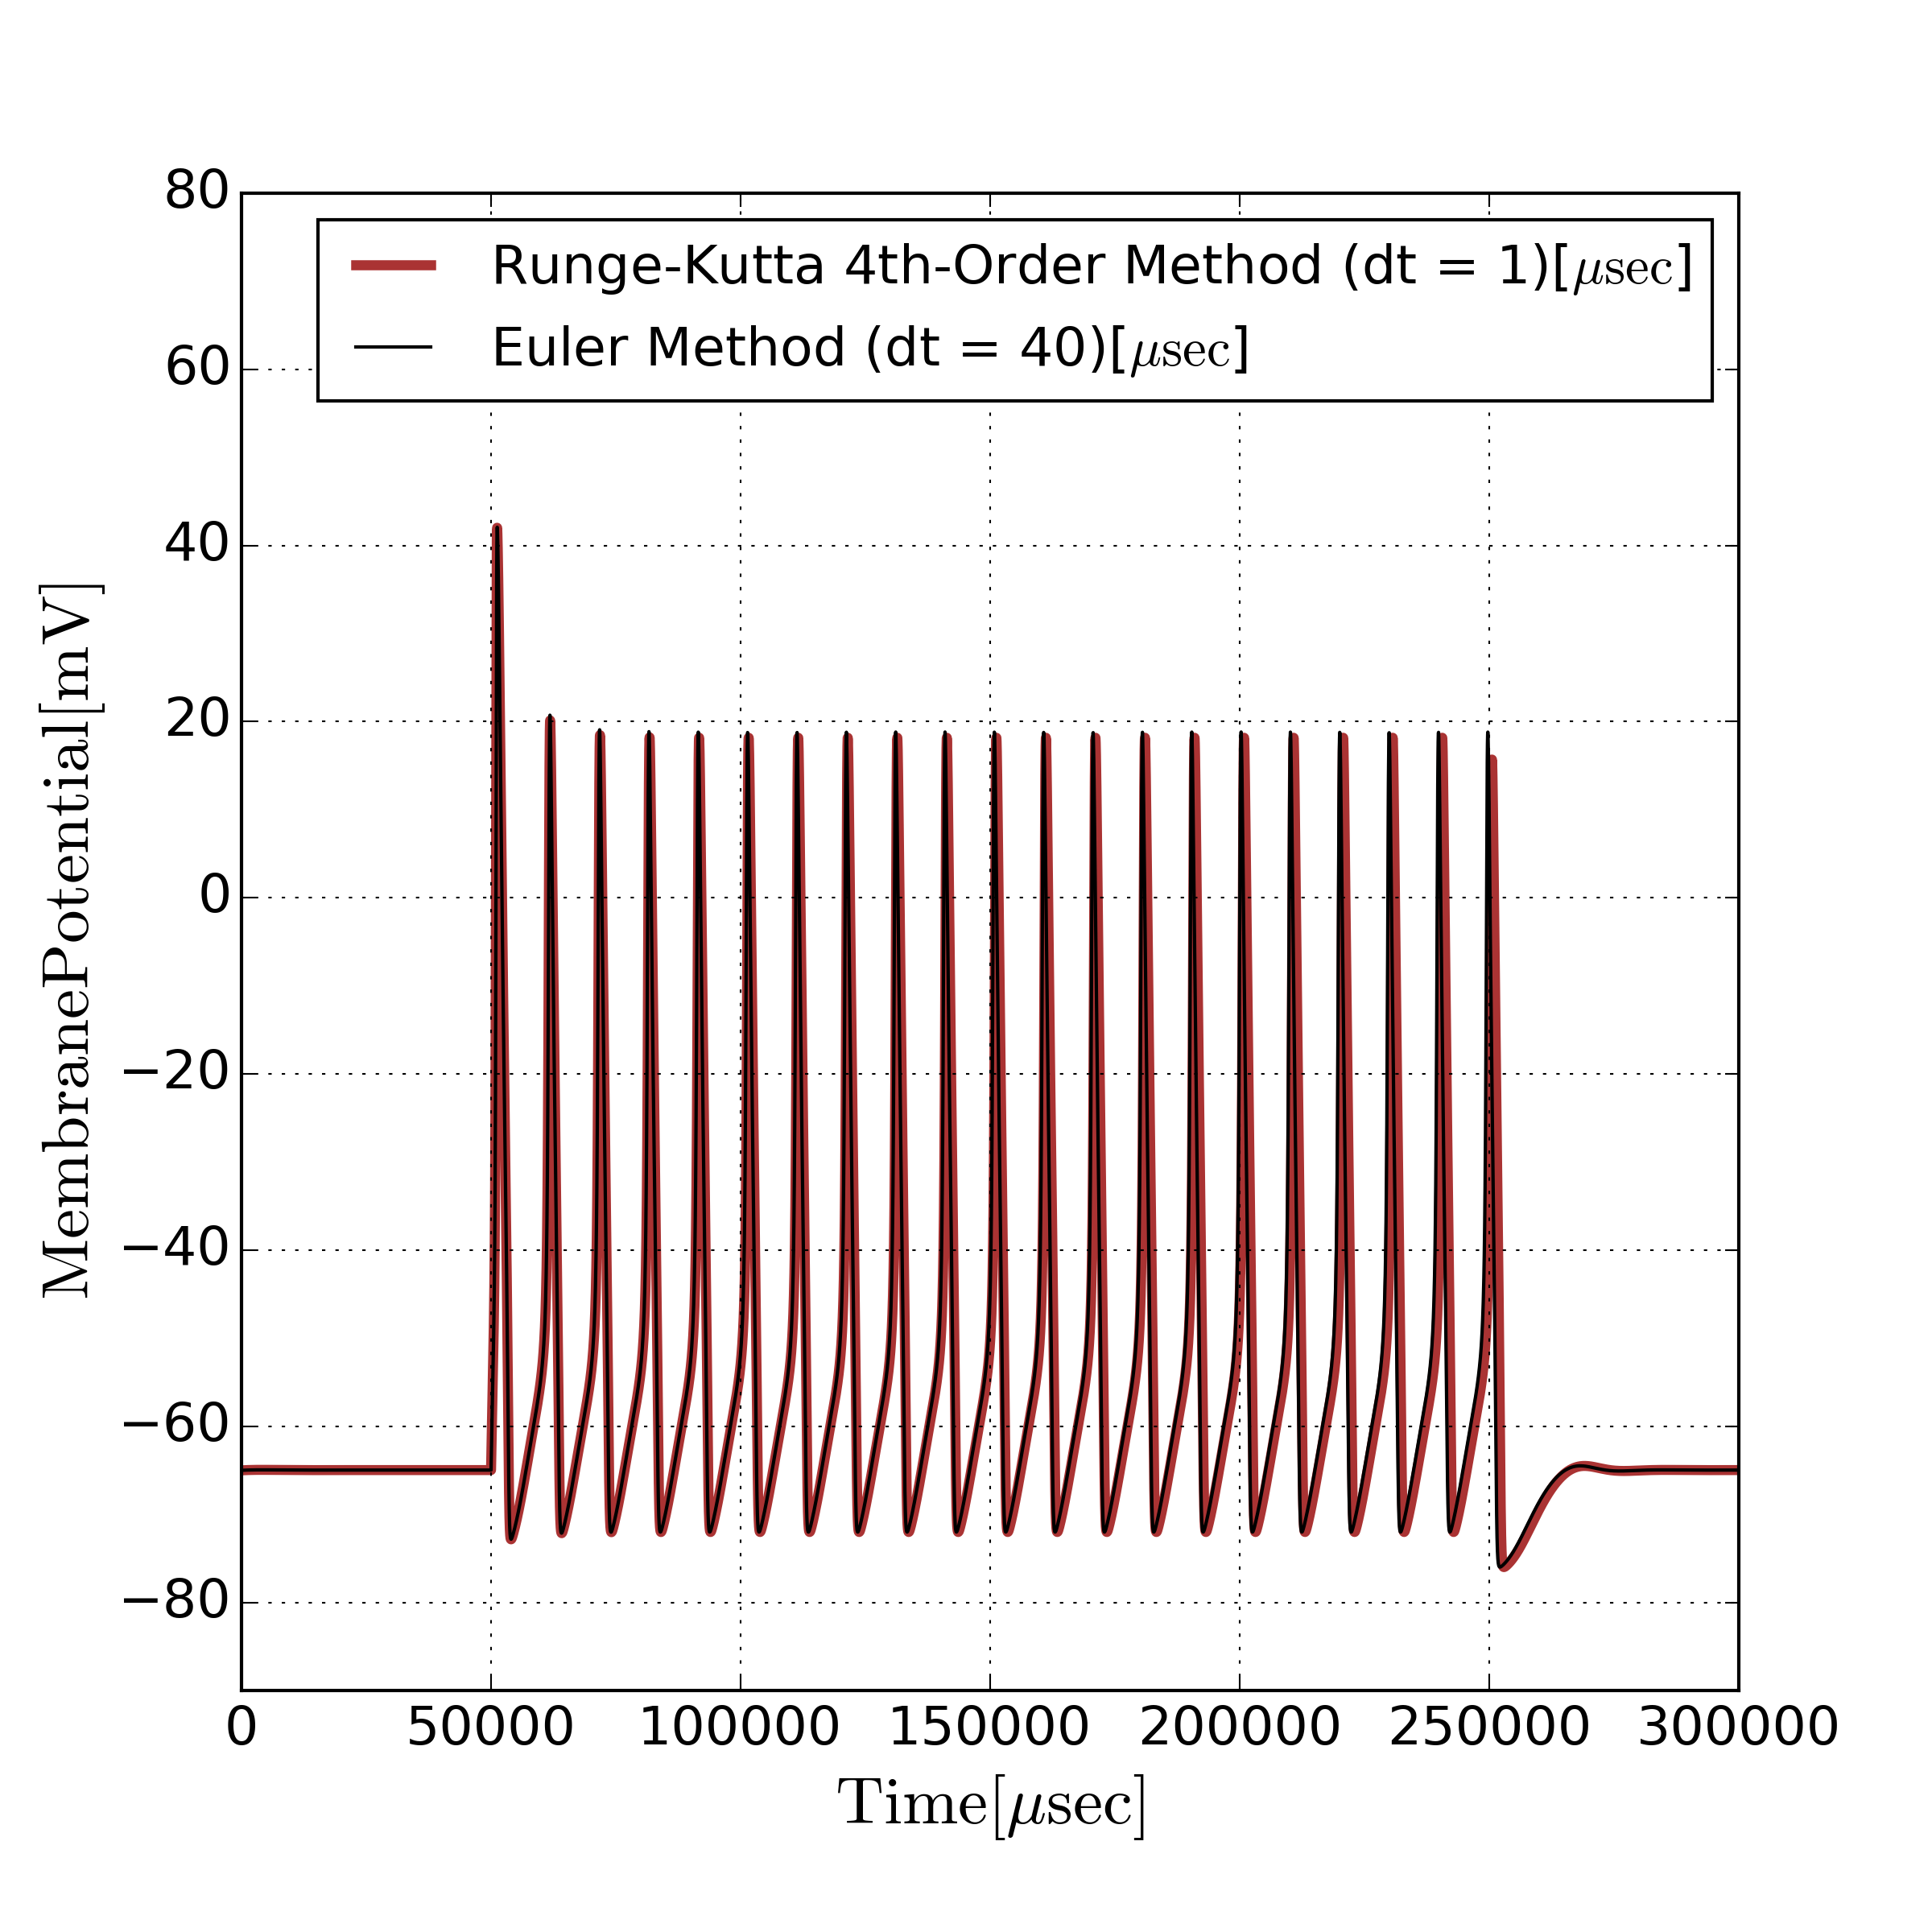 80
Runge-Kutta 4th-Order Method (dt = 1)[μsec]
60
Euler Method (dt = 40)[μsec]
40
20
0
−20
−40
−60
−80
MembranePotential[mV]
0 50000 100000 150000 200000 250000 300000
Time[μsec]